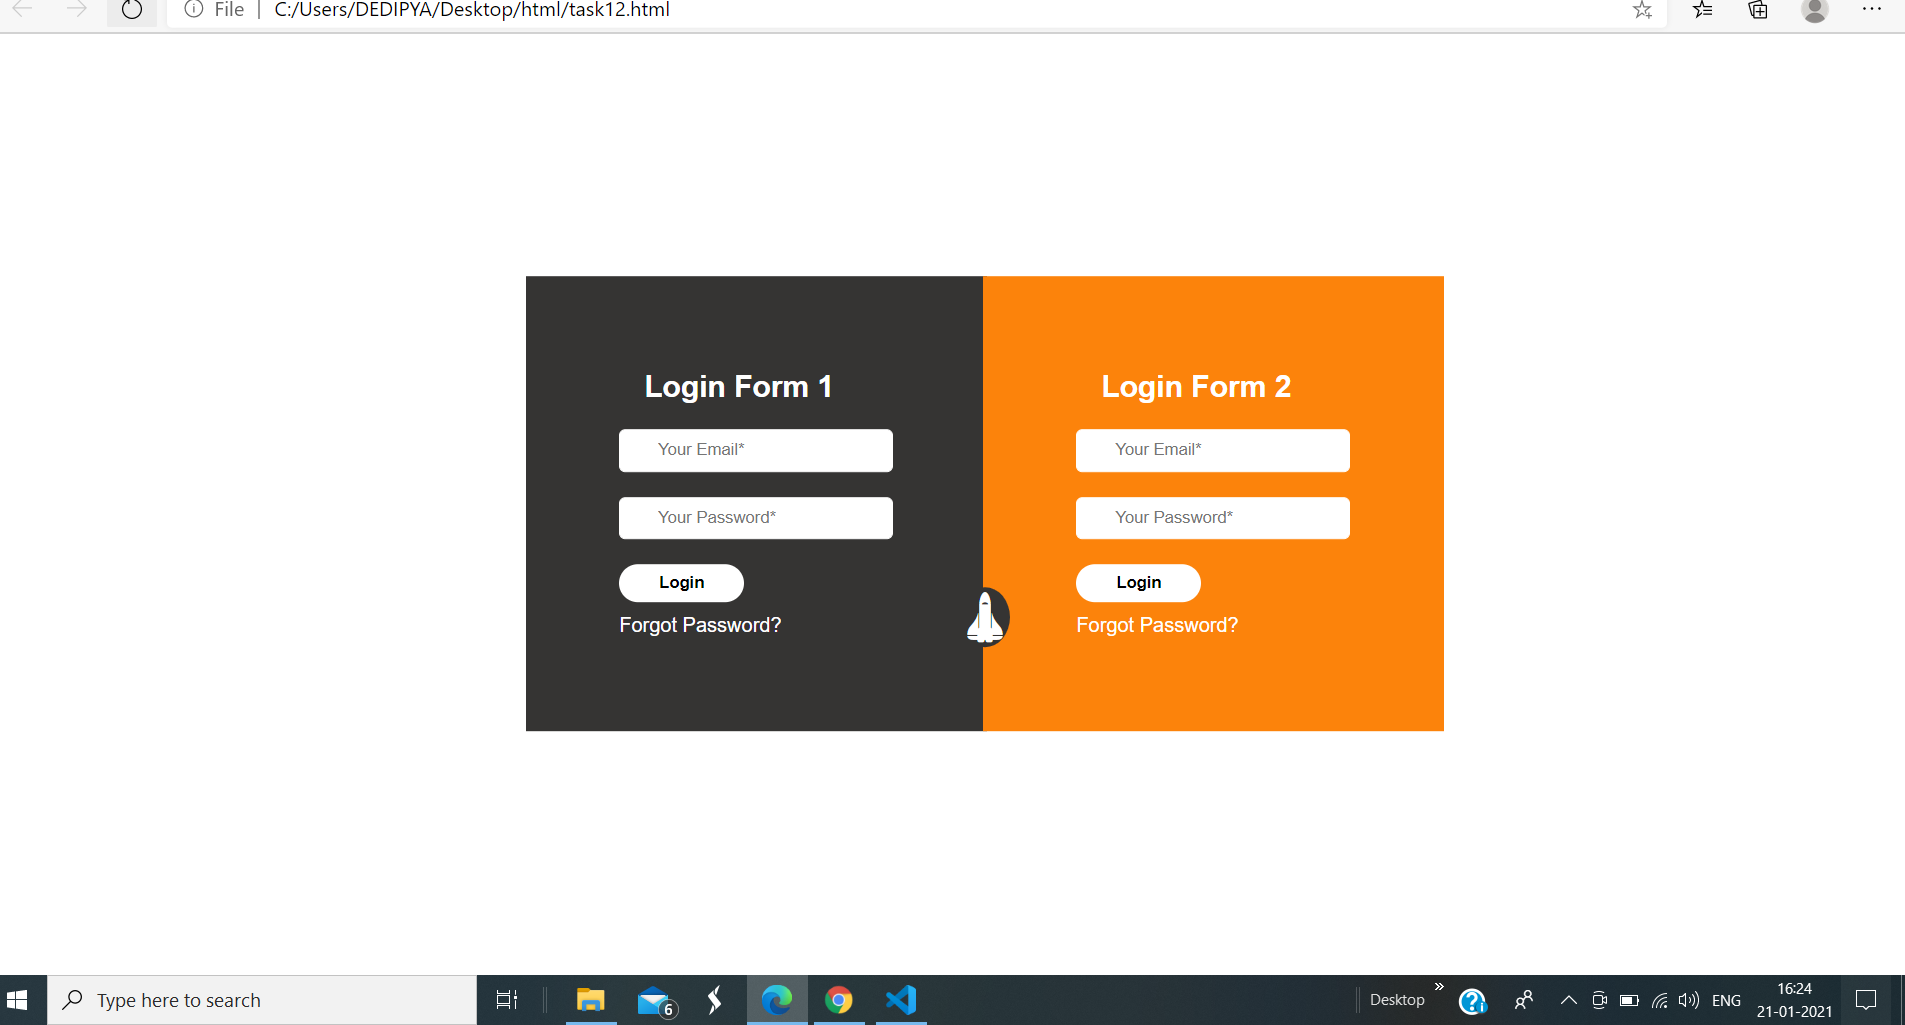 File | C:/Users/DEDIPYA/Desktop/html/task12.html
Login Form 1
Your Email*
Your Password*
Login
Forgot Password?
Login Form 2
Your Email*
Your Password*
Login
Forgot Password?
Type here to search
6
Desktop
ENG
16:24
21-01-2021